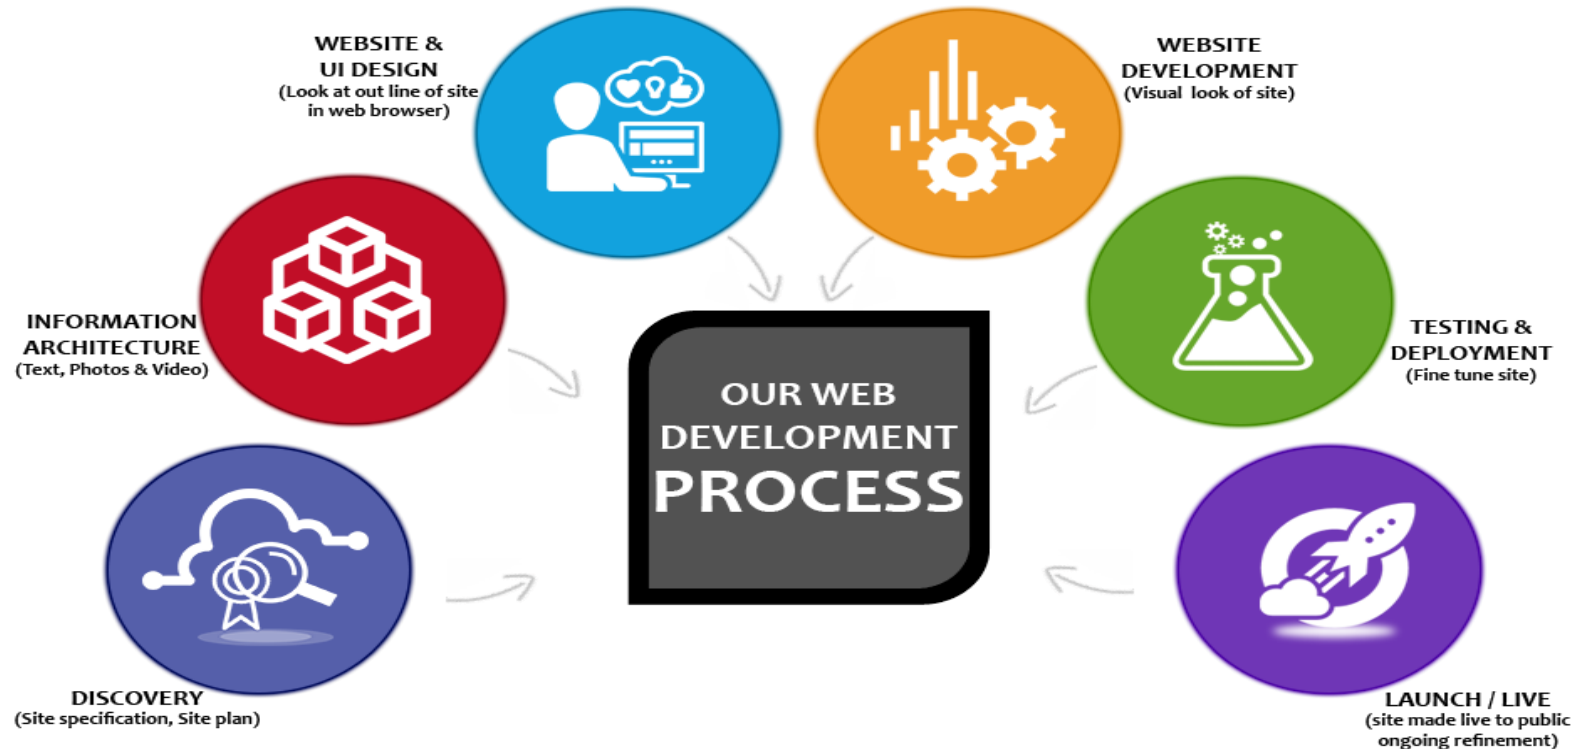 WEBSITE &
UI DESIGN
(Look at out line of site
in web browser)
WEBSITE
DEVELOPMENT
(Visual look of site)
INFORMATION
ARCHITECTURE
(Text, Photos & Video)
TESTING &
DEPLOYMENT
(Fine tune site)
OUR WEB
DEVELOPMENT
PROCESS
DISCOVERY
(Site specification, Site plan)
LAUNCH / LIVE
(site made live to public
ongoing refinement)